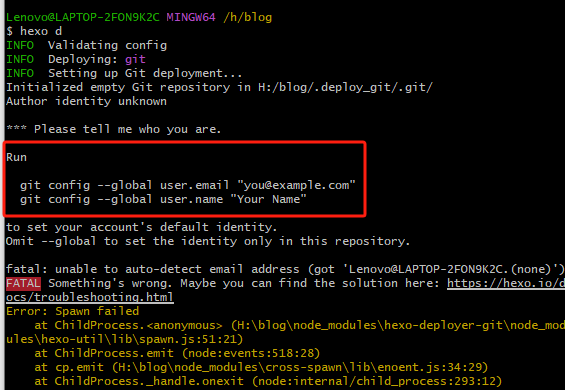 Lenovo@LAPTOP-2FON9K2C MINGW64 /h/blog
$ hexo d
INFO  Validating config
INFO  Deploying: git
INFO  Setting up Git deployment...
Initialized empty Git repository in H:/blog/.deploy_git/.git/
Author identity unknown
*** Please tell me who you are.
Run
  git config --global user.email "you@example.com"
  git config --global user.name "Your Name"
to set your account's default identity.
Omit --global to set the identity only in this repository.
fatal: unable to auto-detect email address (got 'Lenovo@LAPTOP-2FON9K2C.(none)')
FATAL Something's wrong. Maybe you can find the solution here: https://hexo.io/d
ocs/troubleshooting.html
Error: Spawn failed
    at ChildProcess.<anonymous> (H:\blog\node_modules\hexo-deployer-git\node_mod
ules\hexo-util\lib\spawn.js:51:21)
    at ChildProcess.emit (node:events:518:28)
    at cp.emit (H:\blog\node_modules\cross-spawn\lib\enoent.js:34:29)
    at ChildProcess._handle.onexit (node:internal/child_process:293:12)